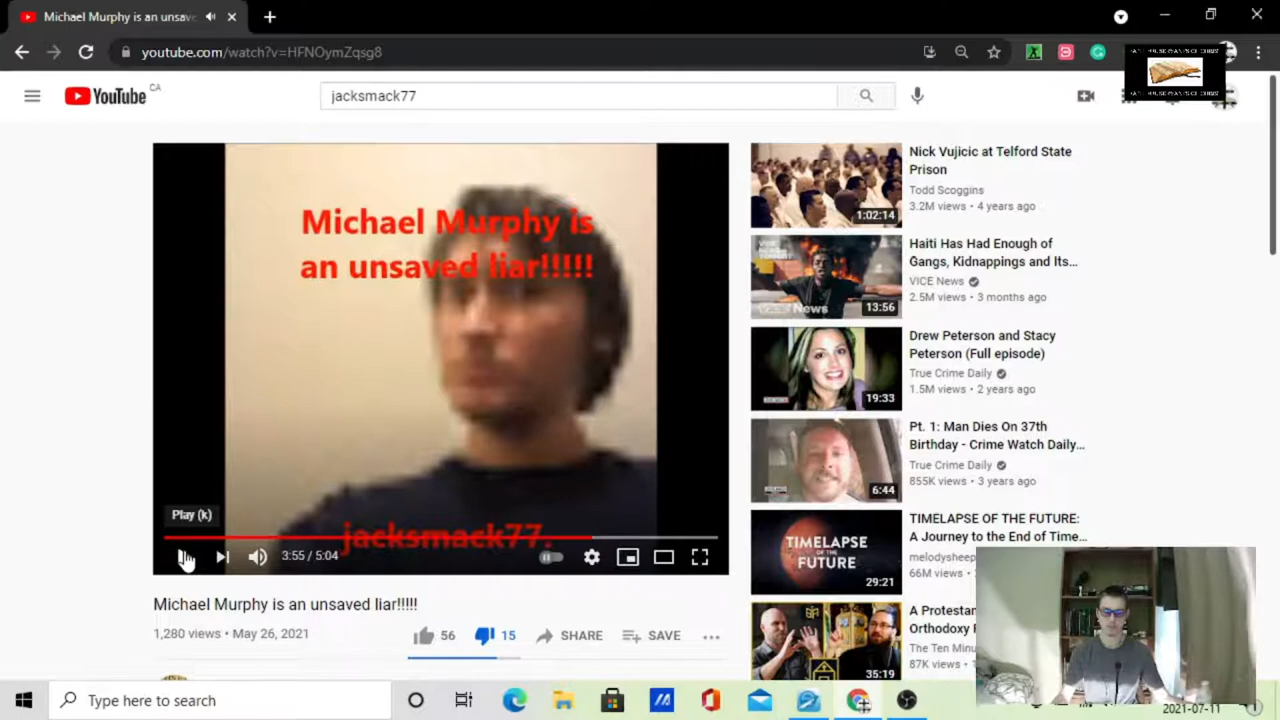 Michael Murphy is an unsave
youtube.com/watch?v=HFNOymZqsg8
YouTube CA
jacksmack77
Michael Murphy is
an unsaved liar!!!!!
jacksmack77.
Play (k)
3:55 / 5:04
Michael Murphy is an unsaved liar!!!!!
1,280 views • May 26, 2021
56
15
SHARE
SAVE
Nick Vujicic at Telford State
Prison
Todd Scoggins
3.2M views • 4 years ago
1:02:14
Haiti Has Had Enough of
Gangs, Kidnappings and Its...
VICE News
2.5M views • 3 months ago
News
13:56
Drew Peterson and Stacy
Peterson (Full episode)
True Crime Daily
1.5M views • 2 years ago
19:33
Pt. 1: Man Dies On 37th
Birthday - Crime Watch Daily...
True Crime Daily
855K views • 3 years ago
6:44
TIMELAPSE OF THE FUTURE:
A Journey to the End of Time...
melodysheep
66M views •
TIMELAPSE
OF THE
FUTURE
29:21
A Protestan
Orthodoxy
The Ten Minu
87K views •
35:19
Type here to search
2021-07-11